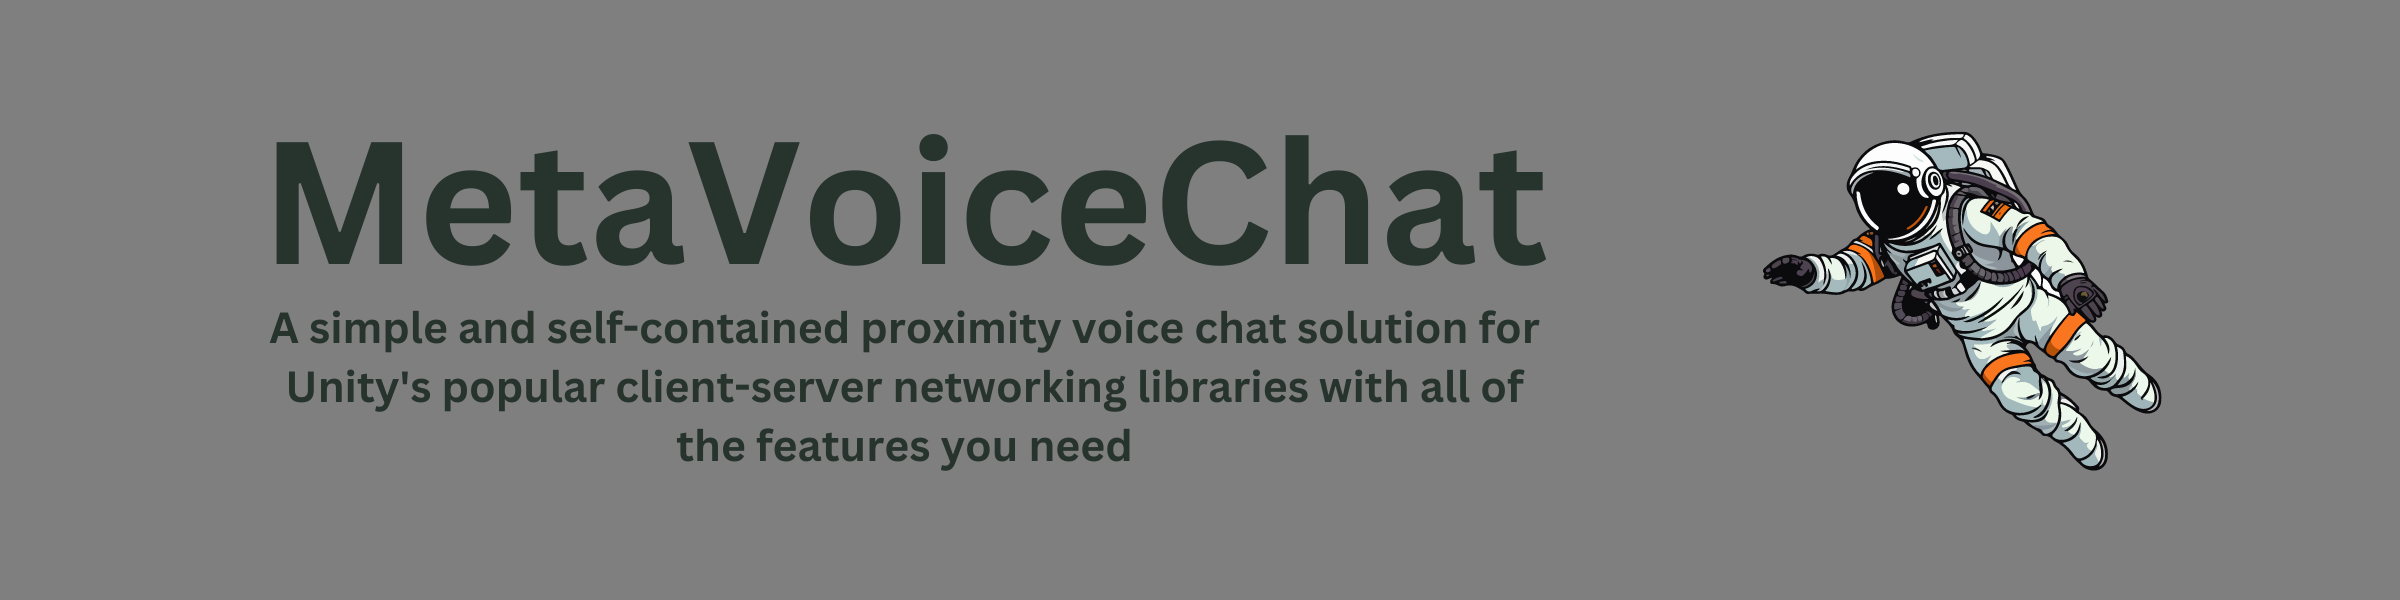 MetaVoiceChat
A simple and self-contained proximity voice chat solution for
Unity's popular client-server networking libraries with all of
the features you need